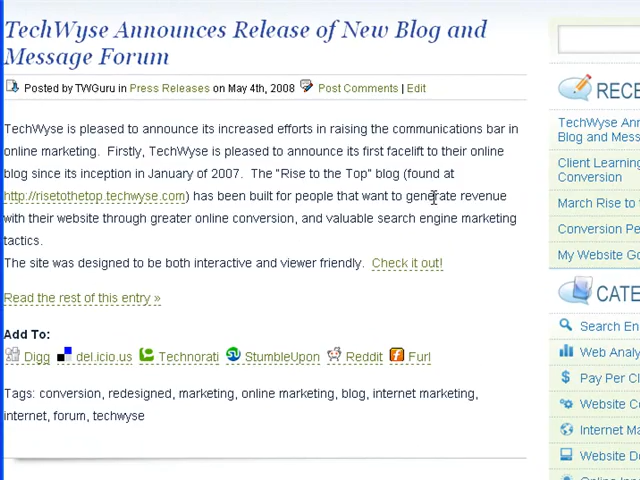 TechWyse Announces Release of New Blog and
Message Forum
Posted by TWGuru in Press Releases on May 4th, 2008 Post Comments | Edit
TechWyse is pleased to announce its increased efforts in raising the communications bar in
online marketing. Firstly, TechWyse is pleased to announce its first facelift to their online
blog since its inception in January of 2007. The "Rise to the Top" blog (found at
http://risetothetop.techwyse.com) has been built for people that want to generate revenue
with their website through greater online conversion, and valuable search engine marketing
tactics.
The site was designed to be both interactive and viewer friendly. Check it out!
Read the rest of this entry »
Add To:
Digg del.icio.us Technorati StumbleUpon Reddit Furl
Tags: conversion, redesigned, marketing, online marketing, blog, internet marketing,
internet, forum, techwyse
RECE
TechWyse Ann
Blog and Mess
Client Learning
Conversion
March Rise to
Conversion Pe
My Website Go
CATE
Search En
Web Analy
Pay Per Cl
Website Co
Internet Ma
Website De